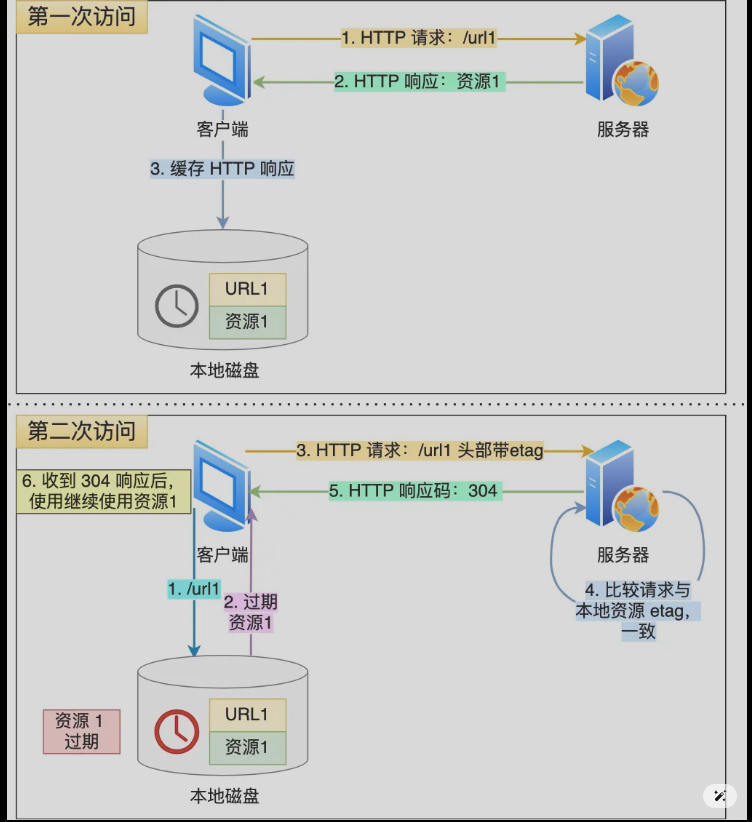 第一次访问
1. HTTP 请求：/url1
2. HTTP 响应：资源1
客户端
服务器
3. 缓存 HTTP 响应
URL1
资源1
本地磁盘
第二次访问
3. HTTP 请求：/url1 头部带etag
6. 收到 304 响应后，
使用继续使用资源1
5. HTTP 响应码：304
客户端
服务器
1. /url1
2. 过期
资源1
4. 比较请求与
本地资源 etag，
一致
资源 1
过期
URL1
资源1
本地磁盘